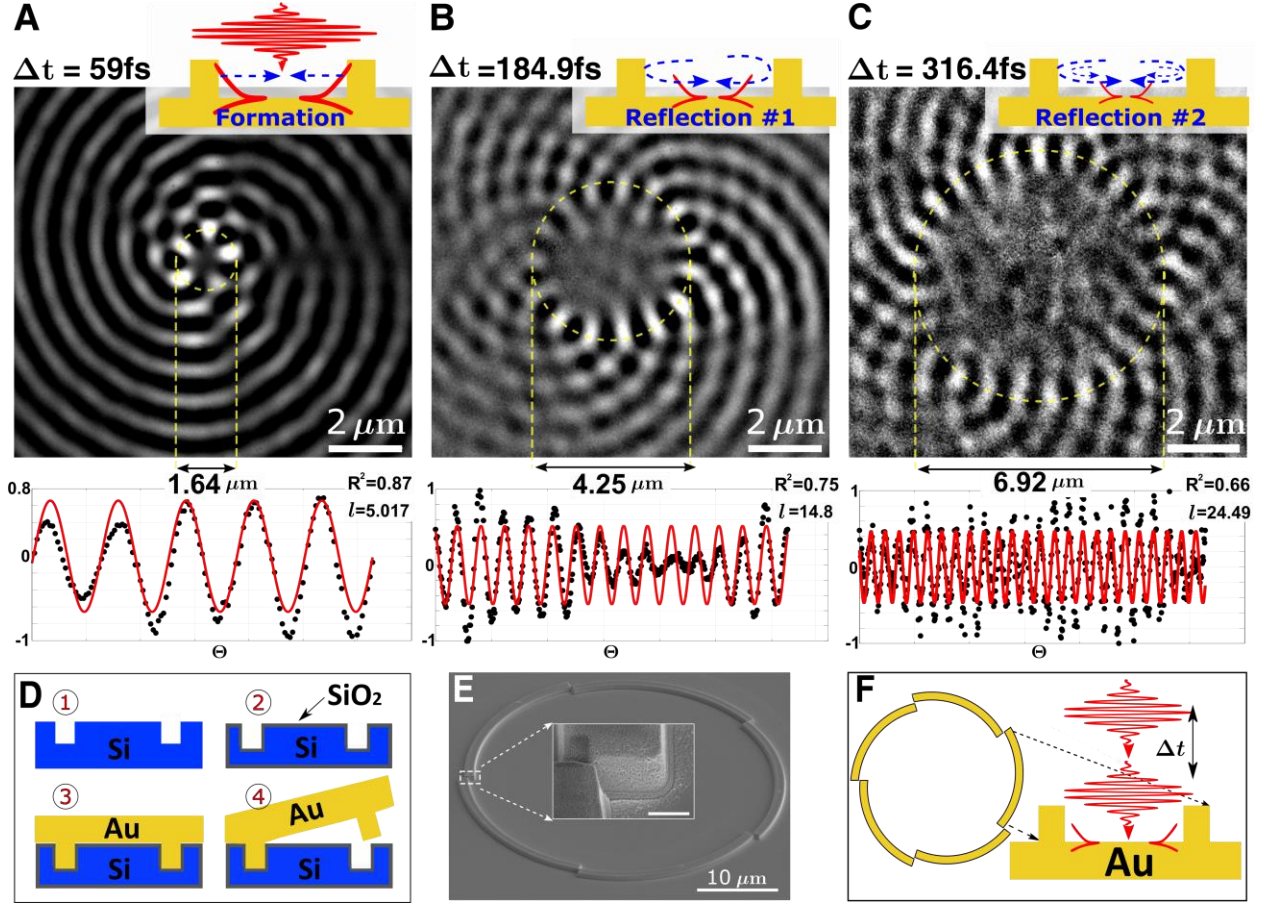 A
Δt = 59fs
Formation
2 μm
1.64 μm
R²=0.87
l=5.017
0.8
0
-1
Θ
B
Δt =184.9fs
Reflection #1
2 μm
4.25 μm
R²=0.75
l=14.8
1
0
-1
Θ
C
Δt = 316.4fs
Reflection #2
2 μm
6.92 μm
R²=0.66
l=24.49
1
0
-1
Θ
D
1
Si
2
SiO₂
Si
3
Au
Si
4
Au
Si
E
10 μm
F
Δt
Au